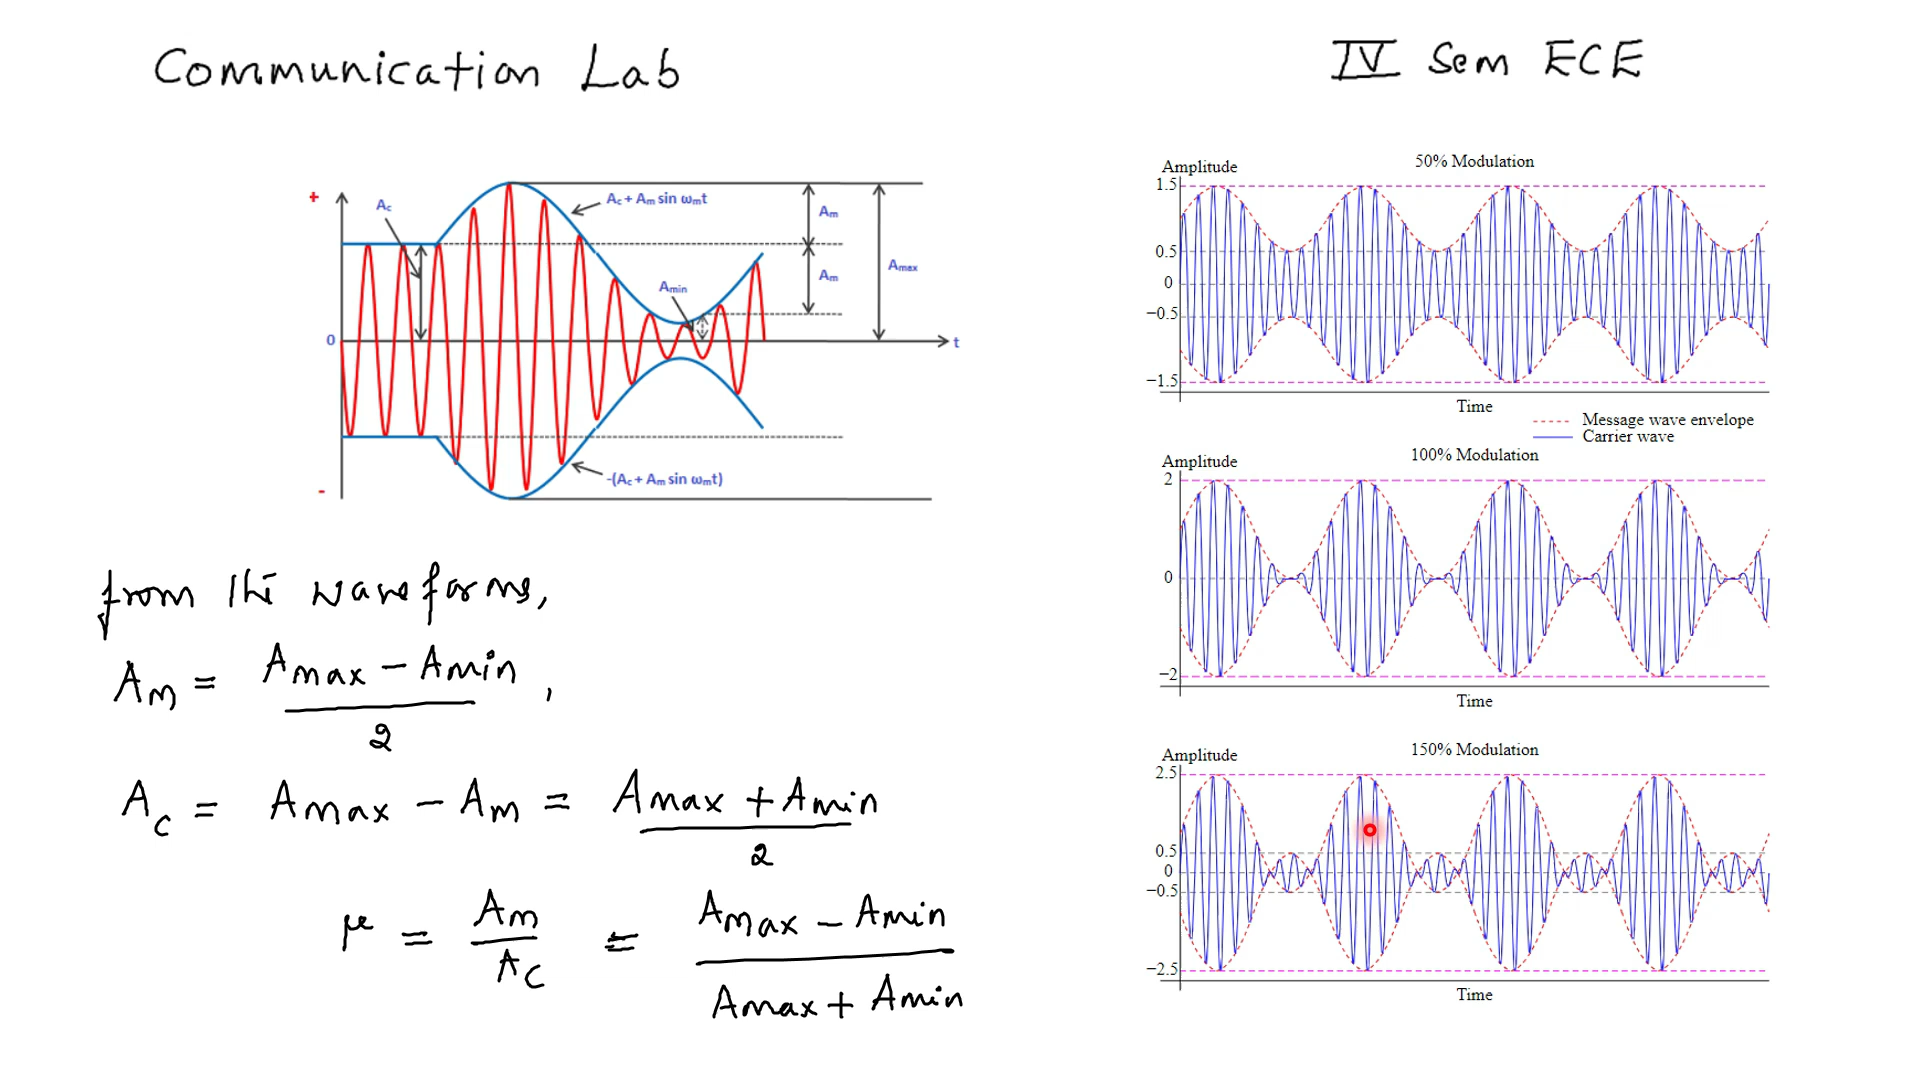 Communication Lab
IV Sem ECE
+
Ac
Ac + Am sin ωmt
Am
Am
Amax
Amin
0
t
-
-(Ac + Am sin ωmt)
from the waveforms,
Am = Amax - Amin / 2 ,
Ac = Amax - Am = Amax + Amin / 2
μ = Am / Ac = Amax - Amin / Amax + Amin
50% Modulation
Amplitude
1.5
0.5
0
−0.5
−1.5
Time
Message wave envelope
Carrier wave
100% Modulation
Amplitude
2
0
−2
Time
150% Modulation
Amplitude
2.5
0.5
0
−0.5
−2.5
Time